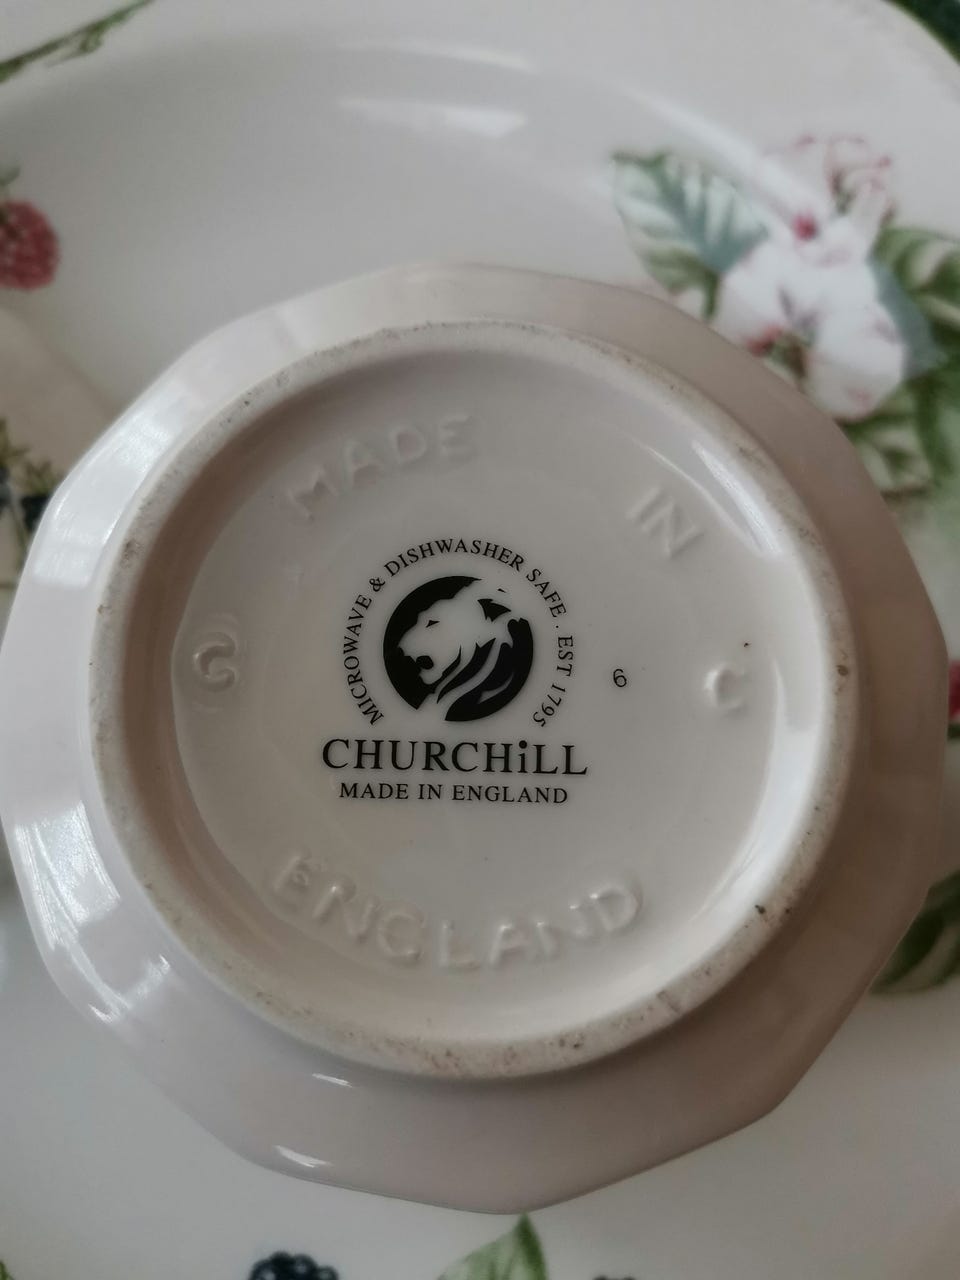 MADE IN
MICROWAVE & DISHWASHER SAFE · EST 1795
6
G
C
CHURCHiLL
MADE IN ENGLAND
ENGLAND